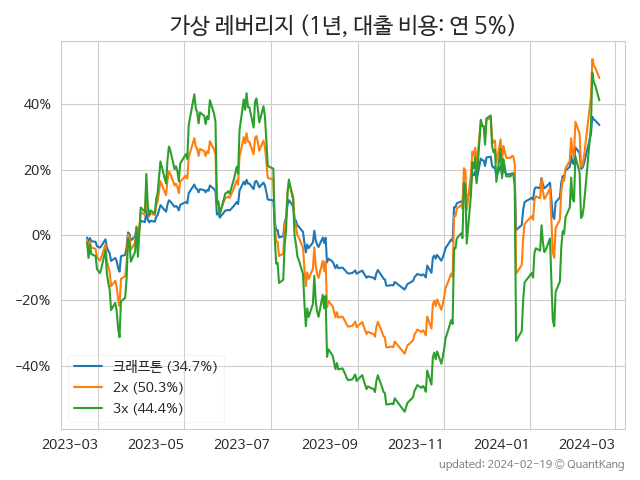 가상 레버리지 (1년, 대출 비용: 연 5%)
40%
20%
0%
−20%
−40%
크래프톤 (34.7%)
2x (50.3%)
3x (44.4%)
2023-03 2023-05 2023-07 2023-09 2023-11 2024-01 2024-03
updated: 2024-02-19 © QuantKang